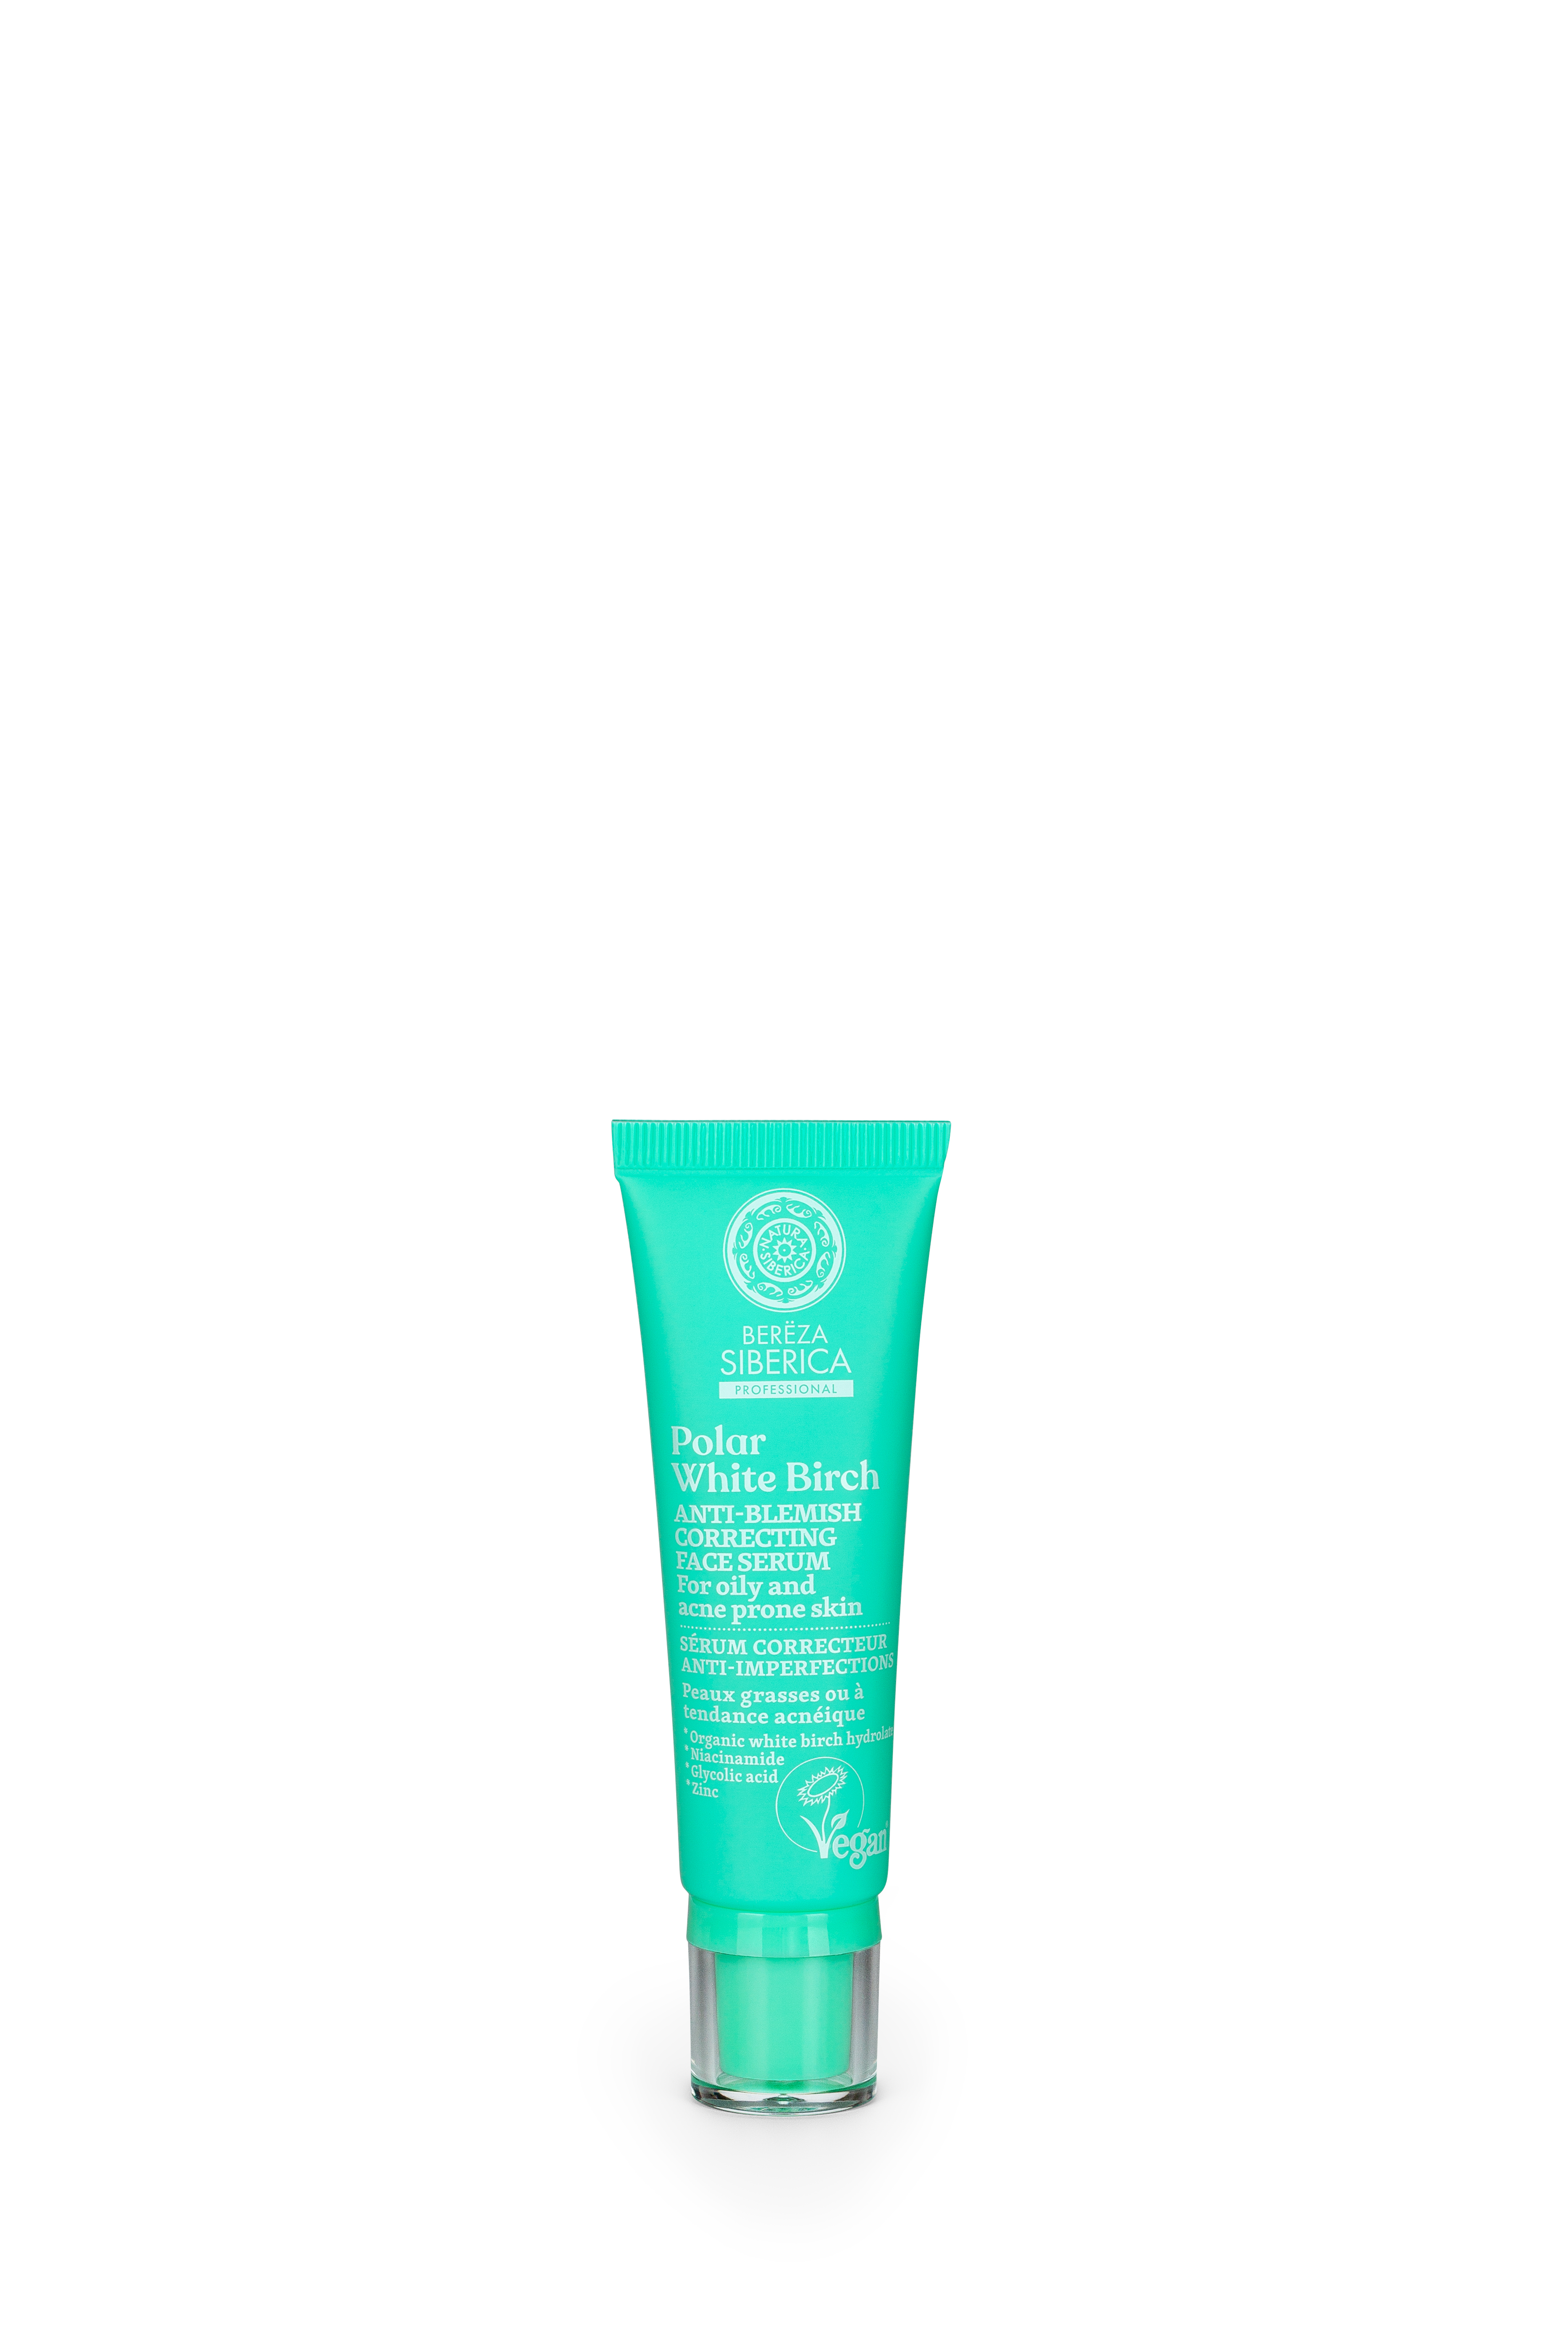 NATURA
SIBERICA
BERËZA
SIBERICA
PROFESSIONAL
Polar
White Birch
ANTI-BLEMISH
CORRECTING
FACE SERUM
For oily and
acne prone skin
SÉRUM CORRECTEUR
ANTI-IMPERFECTIONS
Peaux grasses ou à
tendance acnéique
*Organic white birch hydrolate
*Niacinamide
*Glycolic acid
*Zinc
Vegan